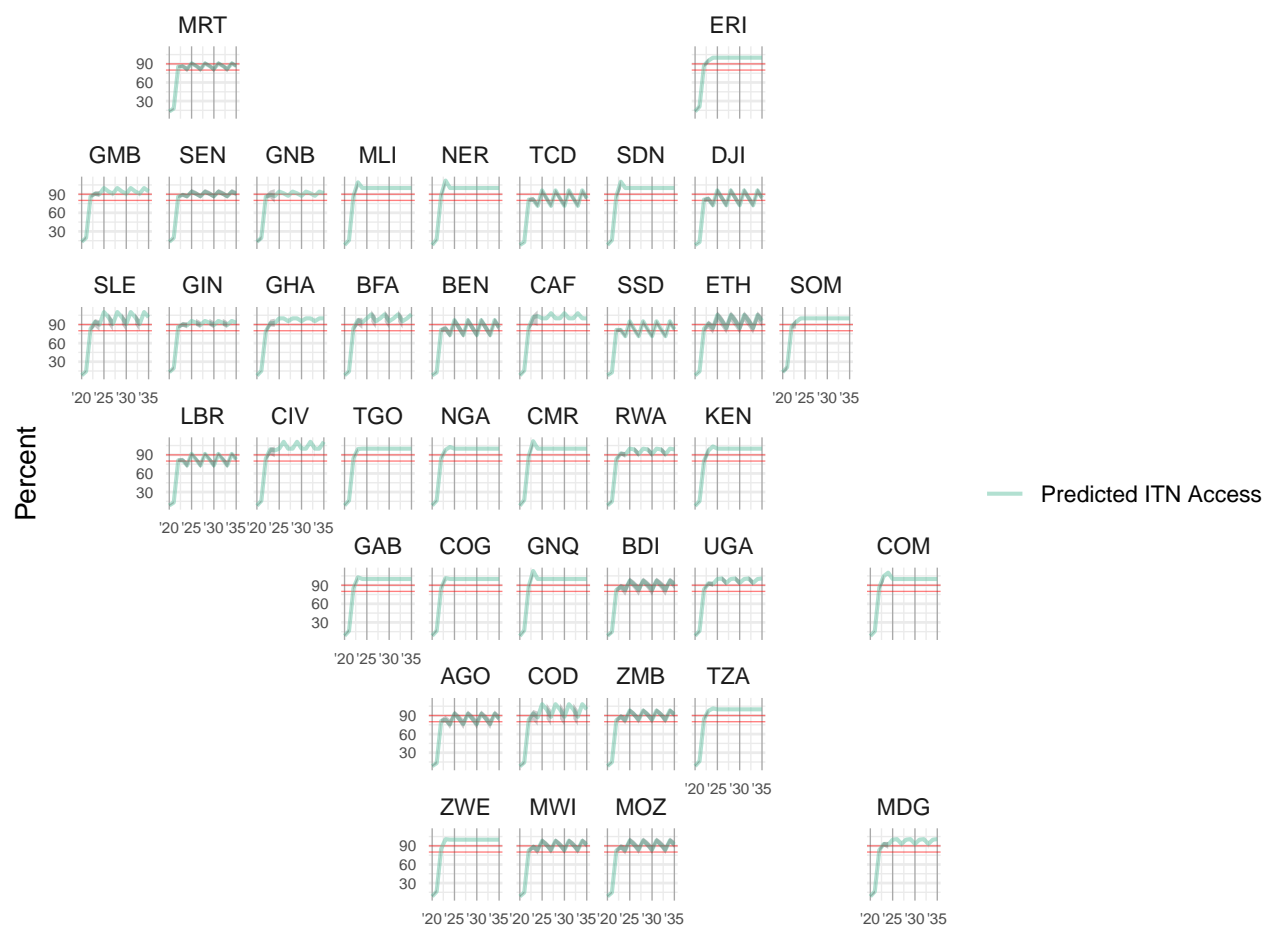 MRT ERI
90
60
30
GMB SEN GNB MLI NER TCD SDN DJI
90
60
30
SLE GIN GHA BFA BEN CAF SSD ETH SOM
90
60
30
'20 '25 '30 '35 '20 '25 '30 '35
LBR CIV TGO NGA CMR RWA KEN
90
60
30
'20 '25 '30 '35 '20 '25 '30 '35
Percent
Predicted ITN Access
GAB COG GNQ BDI UGA COM
90
60
30
'20 '25 '30 '35
AGO COD ZMB TZA
90
60
30
'20 '25 '30 '35
ZWE MWI MOZ MDG
90
60
30
'20 '25 '30 '35 '20 '25 '30 '35 '20 '25 '30 '35 '20 '25 '30 '35